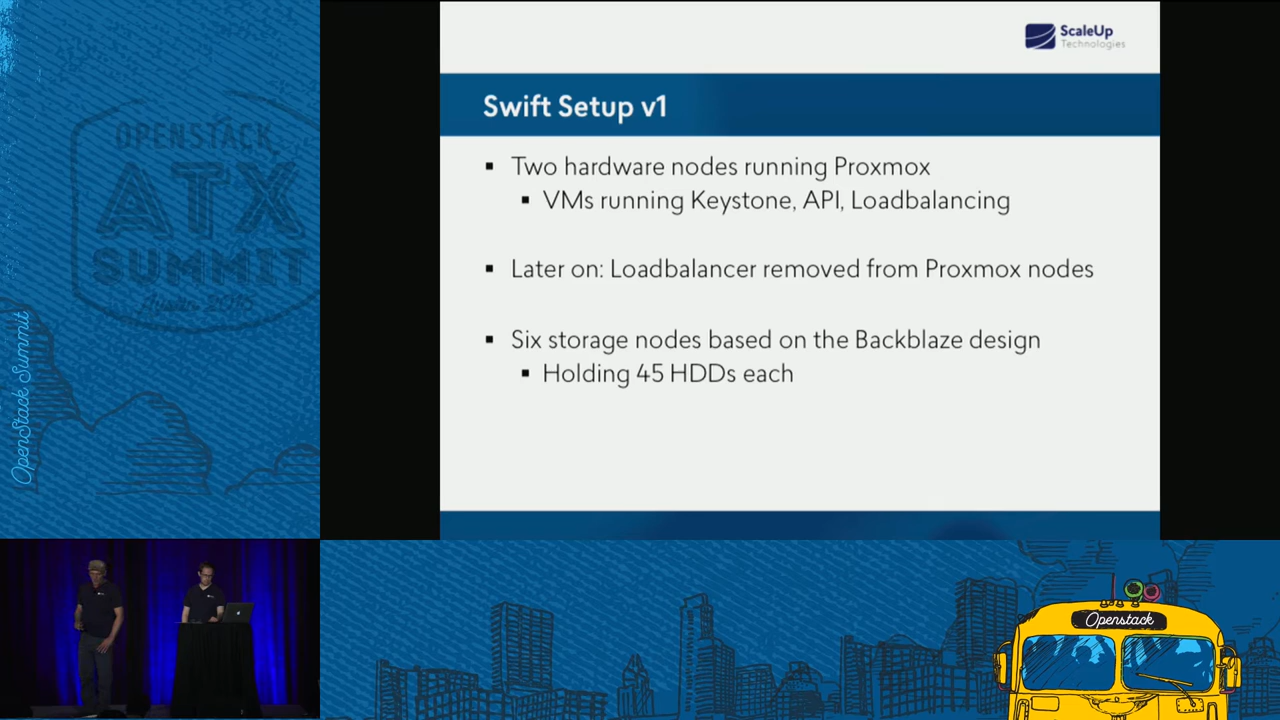 ScaleUp
Technologies
Swift Setup v1
▪ Two hardware nodes running Proxmox
▪ VMs running Keystone, API, Loadbalancing
▪ Later on: Loadbalancer removed from Proxmox nodes
▪ Six storage nodes based on the Backblaze design
▪ Holding 45 HDDs each
OPENSTACK
ATX
SUMMIT
Austin 2016
OpenStack Summit
Openstack